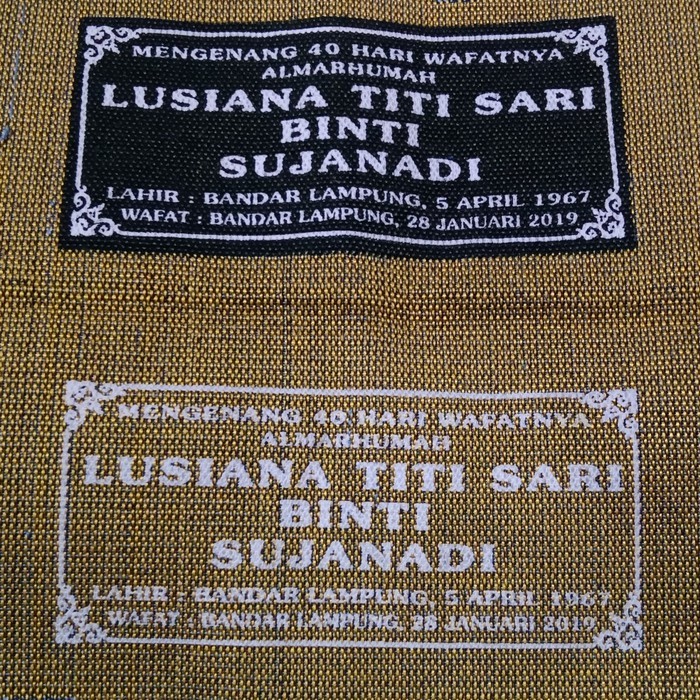 MENGENANG 40 HARI WAFATNYA
ALMARHUMAH
LUSIANA TITI SARI
BINTI
SUJANADI
LAHIR : BANDAR LAMPUNG, 5 APRIL 1967
WAFAT : BANDAR LAMPUNG, 28 JANUARI 2019
MENGENANG 40 HARI WAFATNYA
ALMARHUMAH
LUSIANA TITI SARI
BINTI
SUJANADI
LAHIR : BANDAR LAMPUNG, 5 APRIL 1967
WAFAT : BANDAR LAMPUNG, 28 JANUARI 2019